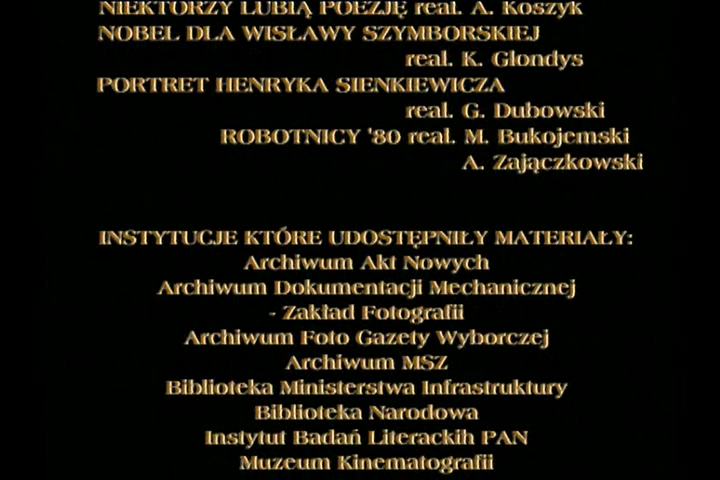 NIEKTÓRZY LUBIĄ POEZJĘ real. A. Koszyk
NOBEL DLA WISŁAWY SZYMBORSKIEJ
real. K. Glondys
PORTRET HENRYKA SIENKIEWICZA
real. G. Dubowski
ROBOTNICY '80 real. M. Bukojemski
A. Zajączkowski
INSTYTUCJE KTÓRE UDOSTĘPNIŁY MATERIAŁY:
Archiwum Akt Nowych
Archiwum Dokumentacji Mechanicznej
- Zakład Fotografii
Archiwum Foto Gazety Wyborczej
Archiwum MSZ
Biblioteka Ministerstwa Infrastruktury
Biblioteka Narodowa
Instytut Badań Literackih PAN
Muzeum Kinematografii